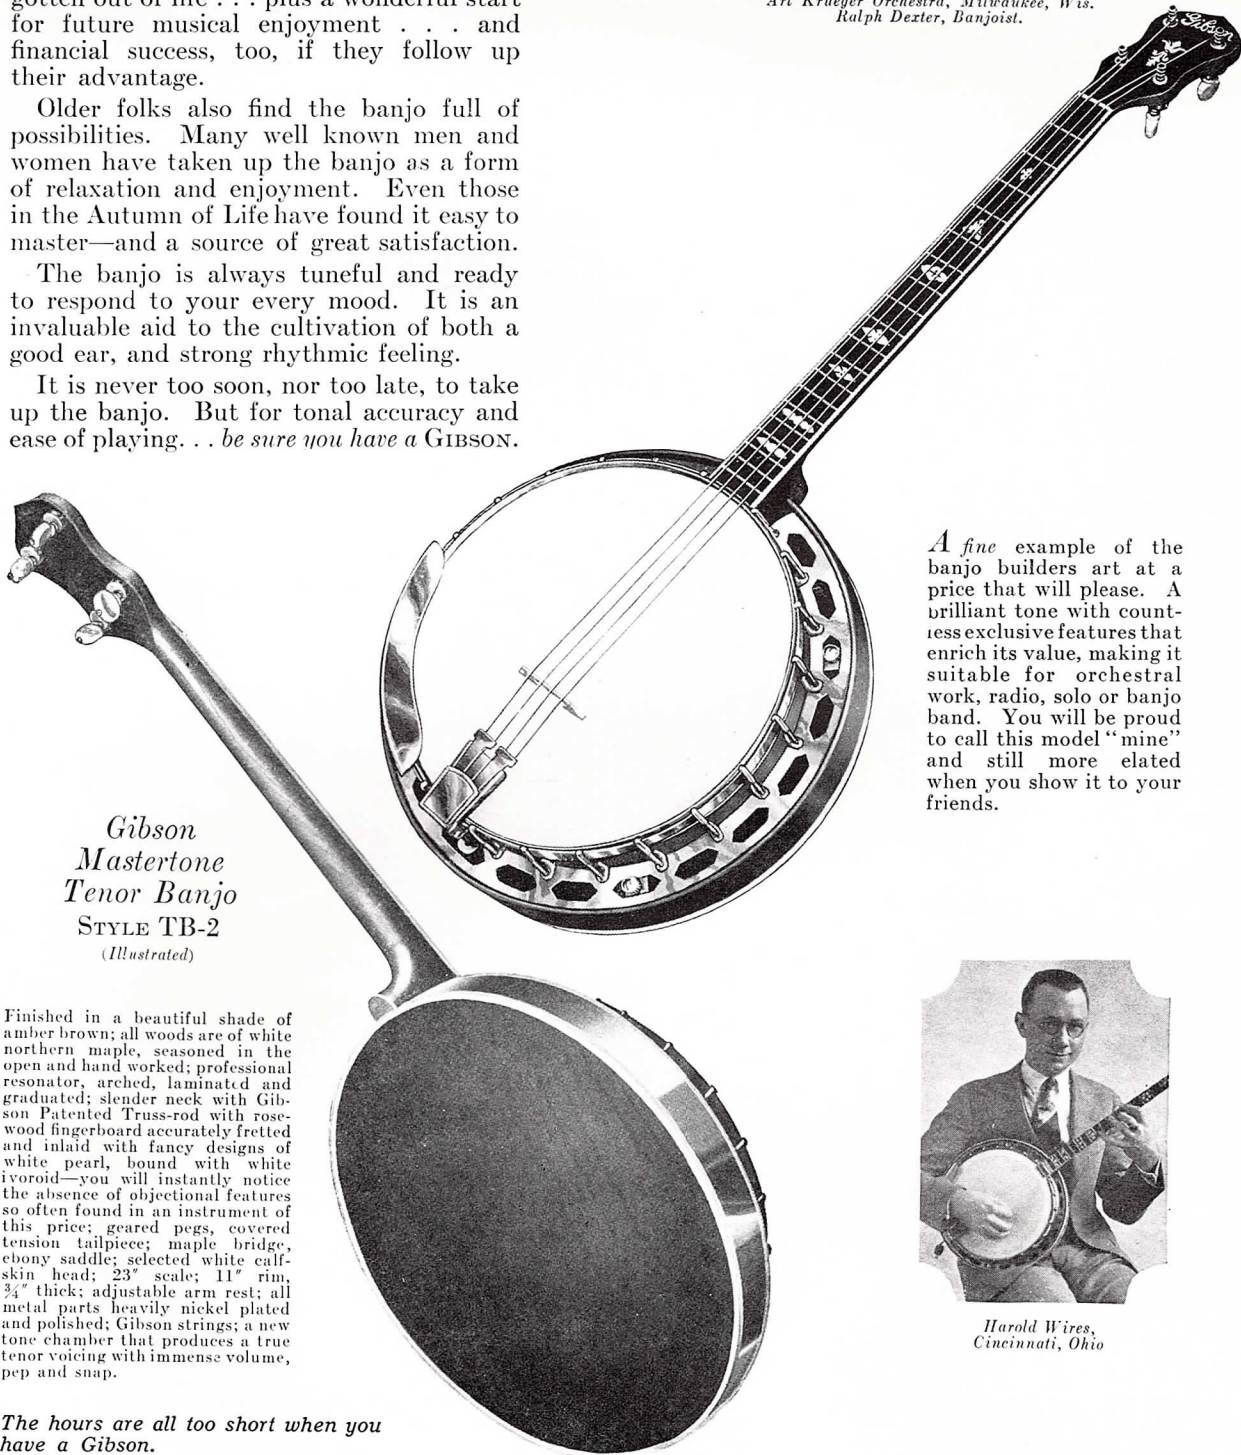 gotten out of life . . . plus a wonderful start
for future musical enjoyment . . . and
financial success, too, if they follow up
their advantage.
Older folks also find the banjo full of
possibilities. Many well known men and
women have taken up the banjo as a form
of relaxation and enjoyment. Even those
in the Autumn of Life have found it easy to
master—and a source of great satisfaction.
The banjo is always tuneful and ready
to respond to your every mood. It is an
invaluable aid to the cultivation of both a
good ear, and strong rhythmic feeling.
It is never too soon, nor too late, to take
up the banjo. But for tonal accuracy and
ease of playing. . . be sure you have a GIBSON.
Art Krueger Orchestra, Milwaukee, Wis.
Ralph Dexter, Banjoist.
Gibson
A fine example of the
banjo builders art at a
price that will please. A
brilliant tone with count-
less exclusive features that
enrich its value, making it
suitable for orchestral
work, radio, solo or banjo
band. You will be proud
to call this model "mine"
and still more elated
when you show it to your
friends.
Gibson
Mastertone
Tenor Banjo
STYLE TB-2
(Illustrated)
Finished in a beautiful shade of
amber brown; all woods are of white
northern maple, seasoned in the
open and hand worked; professional
resonator, arched, laminated and
graduated; slender neck with Gib-
son Patented Truss-rod with rose-
wood fingerboard accurately fretted
and inlaid with fancy designs of
white pearl, bound with white
ivoroid—you will instantly notice
the absence of objectional features
so often found in an instrument of
this price; geared pegs, covered
tension tailpiece; maple bridge,
ebony saddle; selected white calf-
skin head; 23" scale; 11" rim,
¾" thick; adjustable arm rest; all
metal parts heavily nickel plated
and polished; Gibson strings; a new
tone chamber that produces a true
tenor voicing with immense volume,
pep and snap.
Harold Wires,
Cincinnati, Ohio
The hours are all too short when you
have a Gibson.